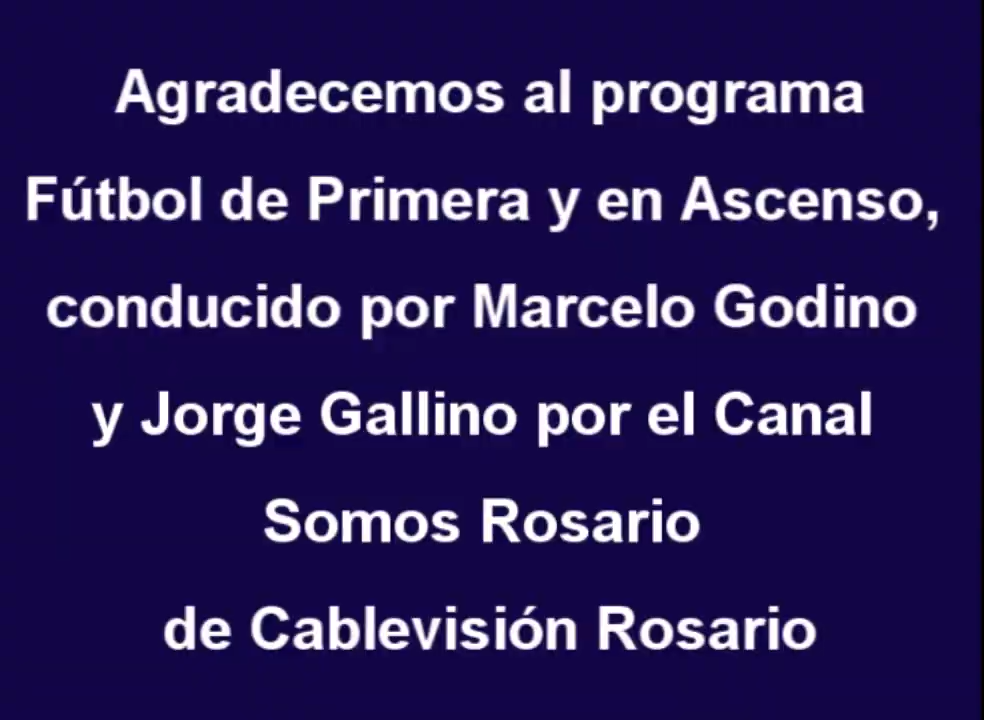 Agradecemos al programa
Fútbol de Primera y en Ascenso,
conducido por Marcelo Godino
y Jorge Gallino por el Canal
Somos Rosario
de Cablevisión Rosario